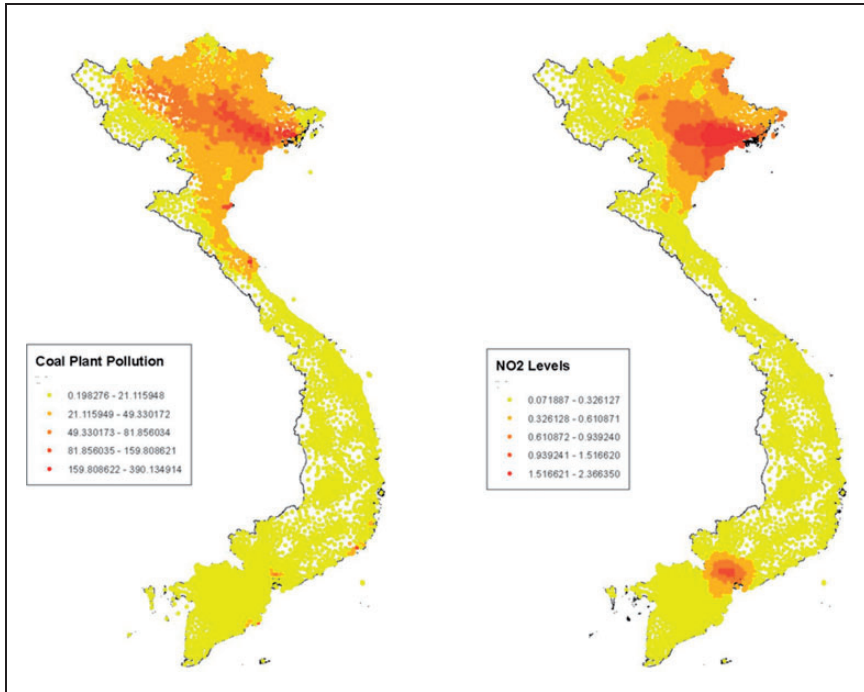 Coal Plant Pollution
0.198276 - 21.115948
21.115949 - 49.330172
49.330173 - 81.856034
81.856035 - 159.808621
159.808622 - 390.134914
NO2 Levels
0.071887 - 0.326127
0.326128 - 0.610871
0.610872 - 0.939240
0.939241 - 1.516620
1.516621 - 2.366350